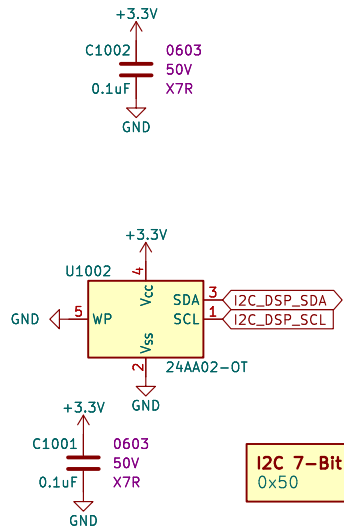 +3.3V
C1002 0603
50V
0.1uF X7R
GND
+3.3V
U1002
4
Vcc
SDA 3 I2C_DSP_SDA
GND 5 WP SCL 1 I2C_DSP_SCL
Vss
2 24AA02-OT
GND
+3.3V
C1001 0603
50V
0.1uF X7R
GND
I2C 7-Bit
0x50